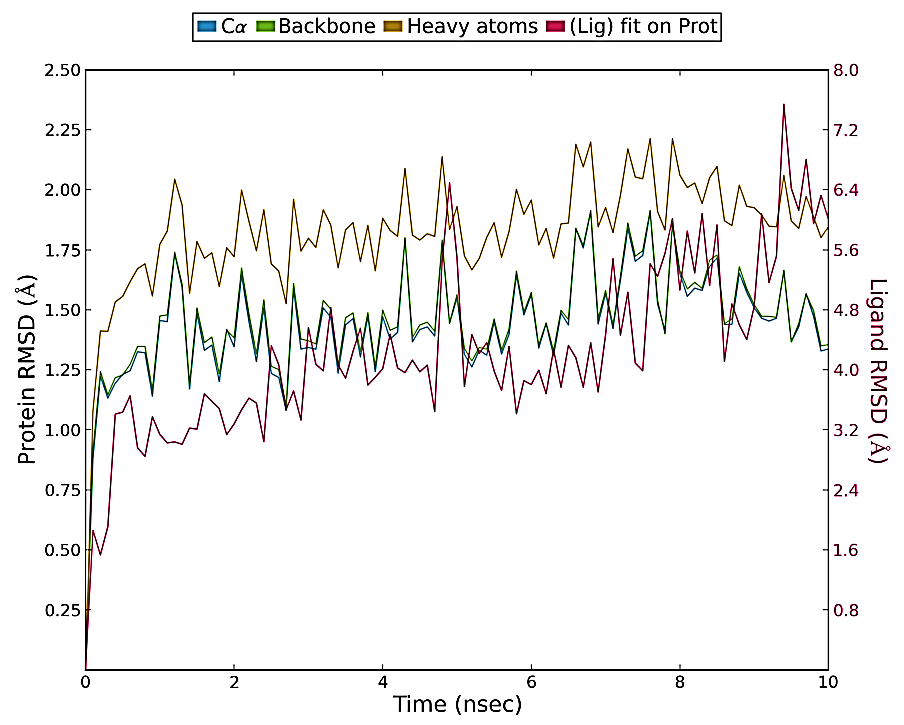 Cα Backbone Heavy atoms (Lig) fit on Prot
2.50 8.0
2.25 7.2
2.00 6.4
1.75 5.6
1.50 4.8
1.25 4.0
1.00 3.2
0.75 2.4
0.50 1.6
0.25 0.8
Protein RMSD (Å)
Ligand RMSD (Å)
0 2 4 6 8 10
Time (nsec)